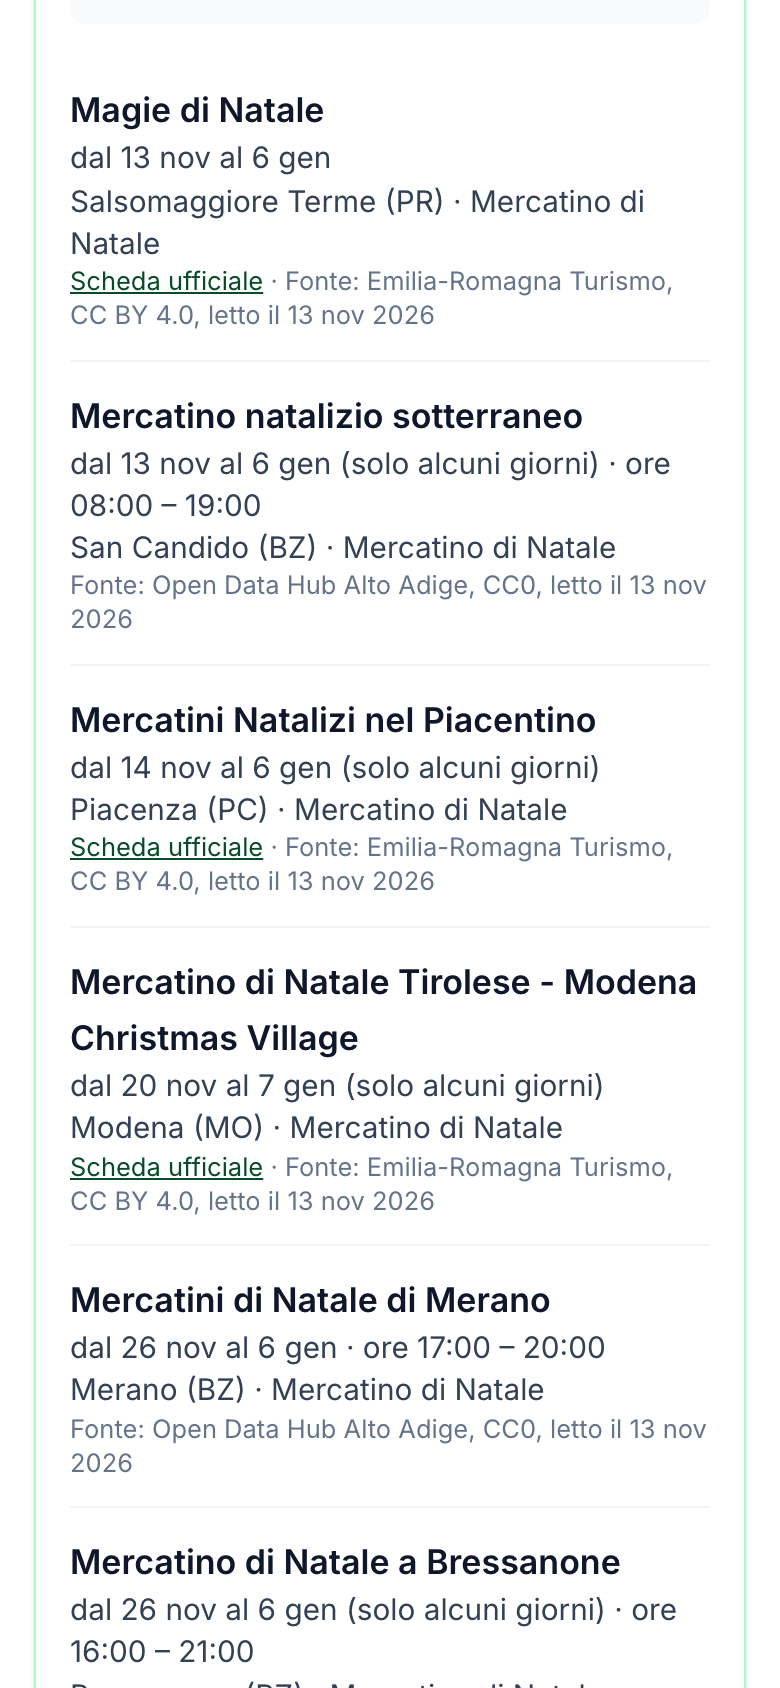 Magie di Natale
dal 13 nov al 6 gen
Salsomaggiore Terme (PR) · Mercatino di
Natale
Scheda ufficiale · Fonte: Emilia-Romagna Turismo,
CC BY 4.0, letto il 13 nov 2026
Mercatino natalizio sotterraneo
dal 13 nov al 6 gen (solo alcuni giorni) · ore
08:00 – 19:00
San Candido (BZ) · Mercatino di Natale
Fonte: Open Data Hub Alto Adige, CC0, letto il 13 nov
2026
Mercatini Natalizi nel Piacentino
dal 14 nov al 6 gen (solo alcuni giorni)
Piacenza (PC) · Mercatino di Natale
Scheda ufficiale · Fonte: Emilia-Romagna Turismo,
CC BY 4.0, letto il 13 nov 2026
Mercatino di Natale Tirolese - Modena
Christmas Village
dal 20 nov al 7 gen (solo alcuni giorni)
Modena (MO) · Mercatino di Natale
Scheda ufficiale · Fonte: Emilia-Romagna Turismo,
CC BY 4.0, letto il 13 nov 2026
Mercatini di Natale di Merano
dal 26 nov al 6 gen · ore 17:00 – 20:00
Merano (BZ) · Mercatino di Natale
Fonte: Open Data Hub Alto Adige, CC0, letto il 13 nov
2026
Mercatino di Natale a Bressanone
dal 26 nov al 6 gen (solo alcuni giorni) · ore
16:00 – 21:00